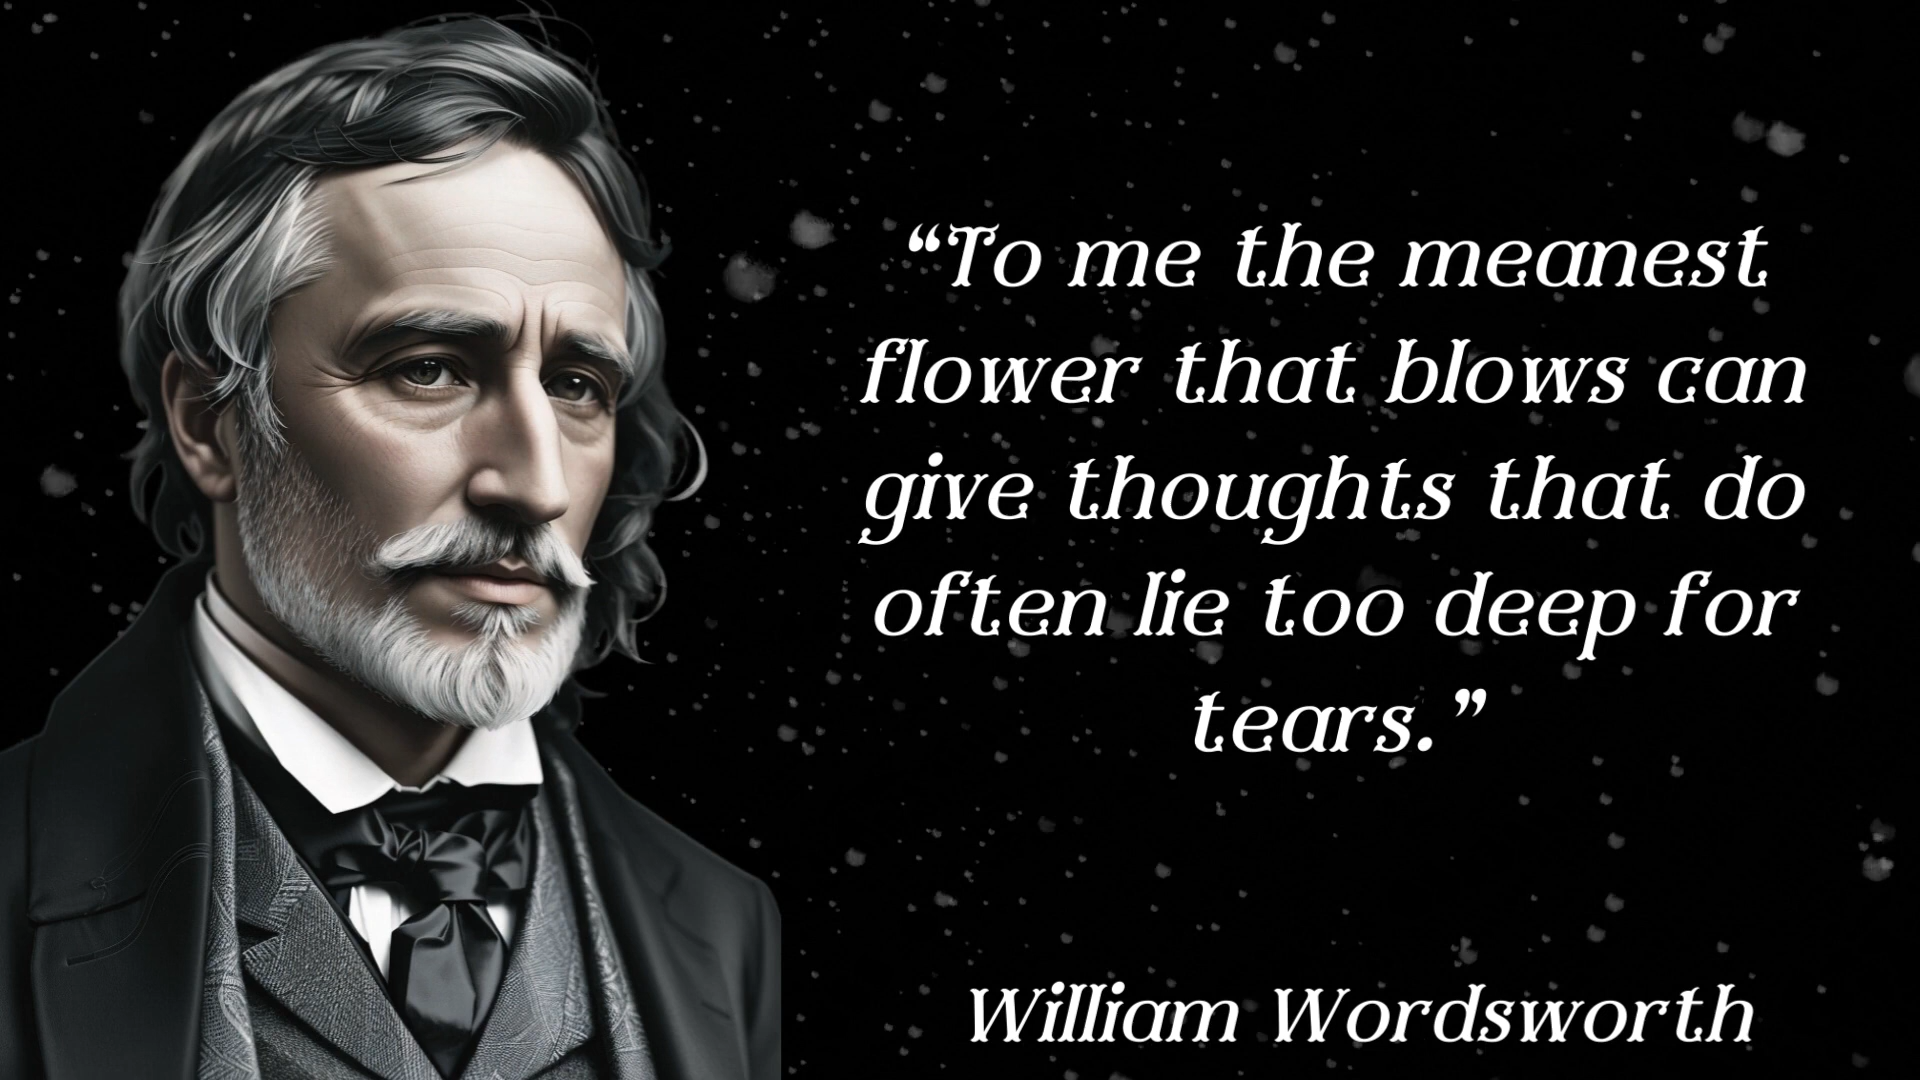 “To me the meanest
flower that blows can
give thoughts that do
often lie too deep for
tears.”
William Wordsworth